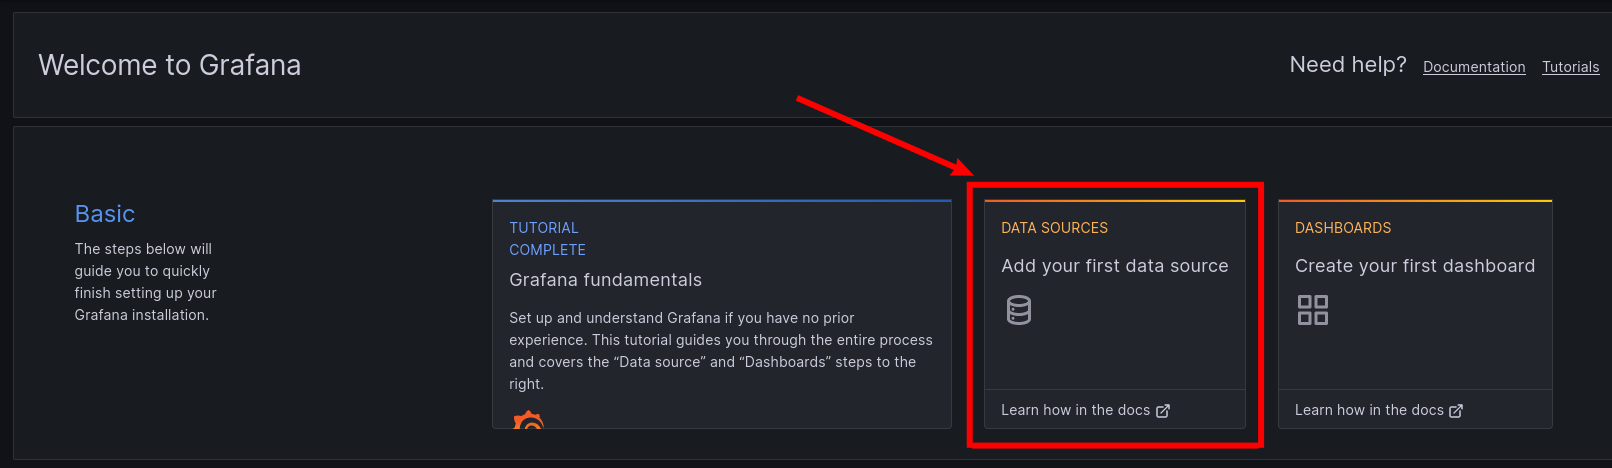 Welcome to Grafana
Need help? Documentation Tutorials
Basic
The steps below will
guide you to quickly
finish setting up your
Grafana installation.
TUTORIAL
COMPLETE
Grafana fundamentals
Set up and understand Grafana if you have no prior
experience. This tutorial guides you through the entire process
and covers the “Data source” and “Dashboards” steps to the
right.
DATA SOURCES
Add your first data source
Learn how in the docs
DASHBOARDS
Create your first dashboard
Learn how in the docs